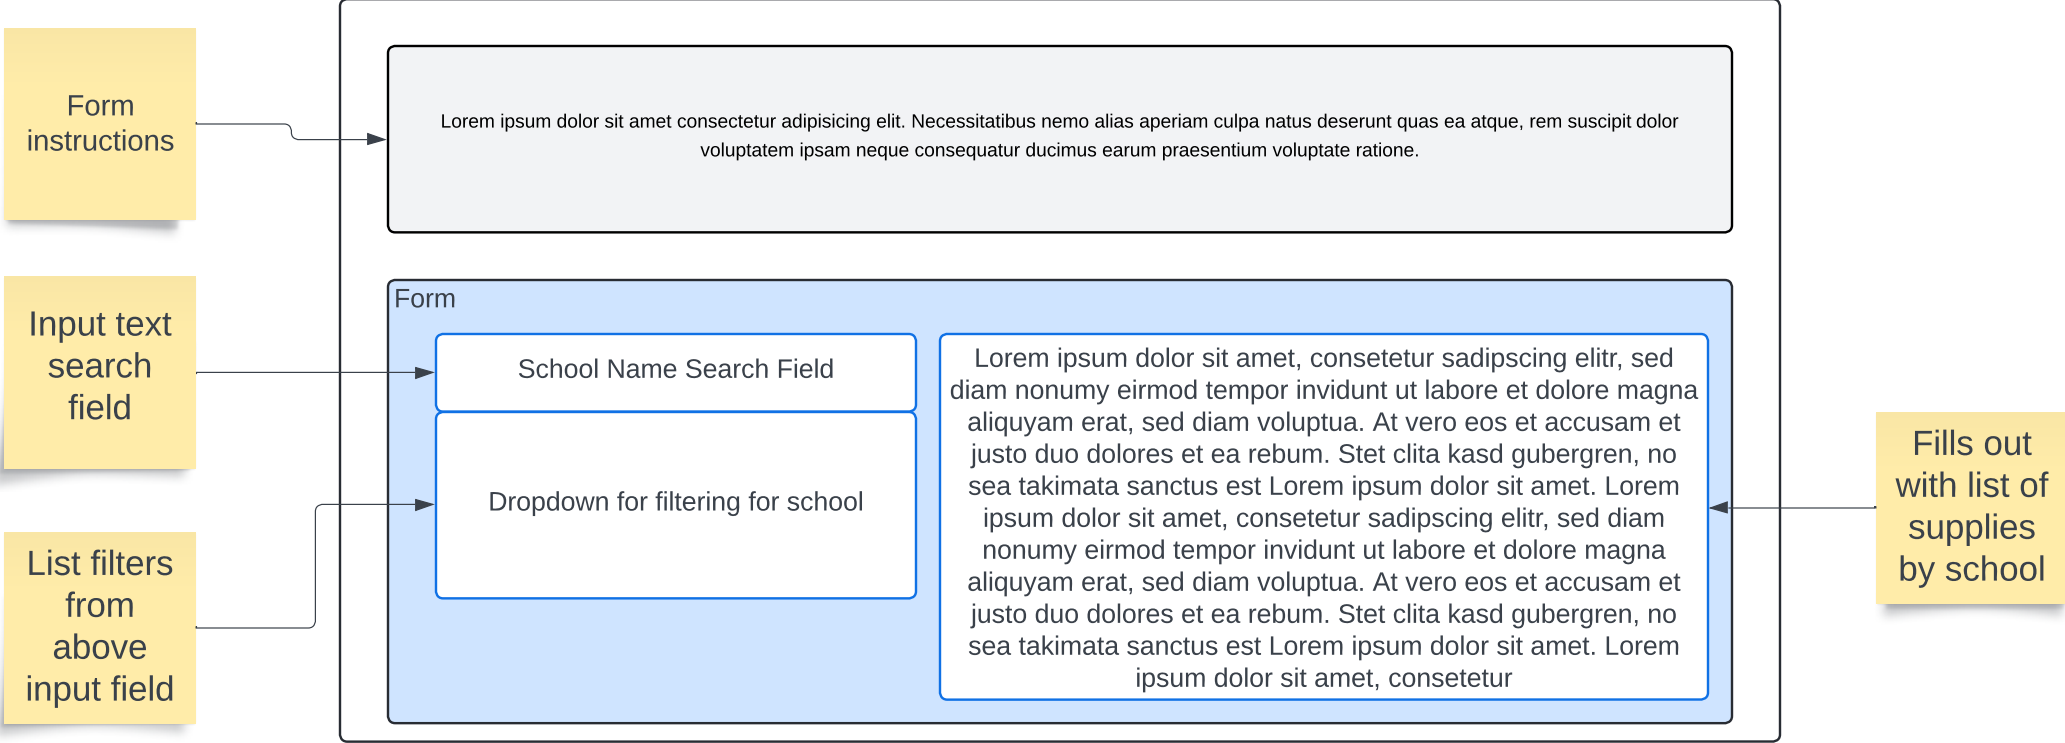 Form
instructions
Lorem ipsum dolor sit amet consectetur adipisicing elit. Necessitatibus nemo alias aperiam culpa natus deserunt quas ea atque, rem suscipit dolor
voluptatem ipsam neque consequatur ducimus earum praesentium voluptate ratione.
Input text
search
field
List filters
from
above
input field
Form
School Name Search Field
Dropdown for filtering for school
Lorem ipsum dolor sit amet, consetetur sadipscing elitr, sed
diam nonumy eirmod tempor invidunt ut labore et dolore magna
aliquyam erat, sed diam voluptua. At vero eos et accusam et
justo duo dolores et ea rebum. Stet clita kasd gubergren, no
sea takimata sanctus est Lorem ipsum dolor sit amet. Lorem
ipsum dolor sit amet, consetetur sadipscing elitr, sed diam
nonumy eirmod tempor invidunt ut labore et dolore magna
aliquyam erat, sed diam voluptua. At vero eos et accusam et
justo duo dolores et ea rebum. Stet clita kasd gubergren, no
sea takimata sanctus est Lorem ipsum dolor sit amet. Lorem
ipsum dolor sit amet, consetetur
Fills out
with list of
supplies
by school